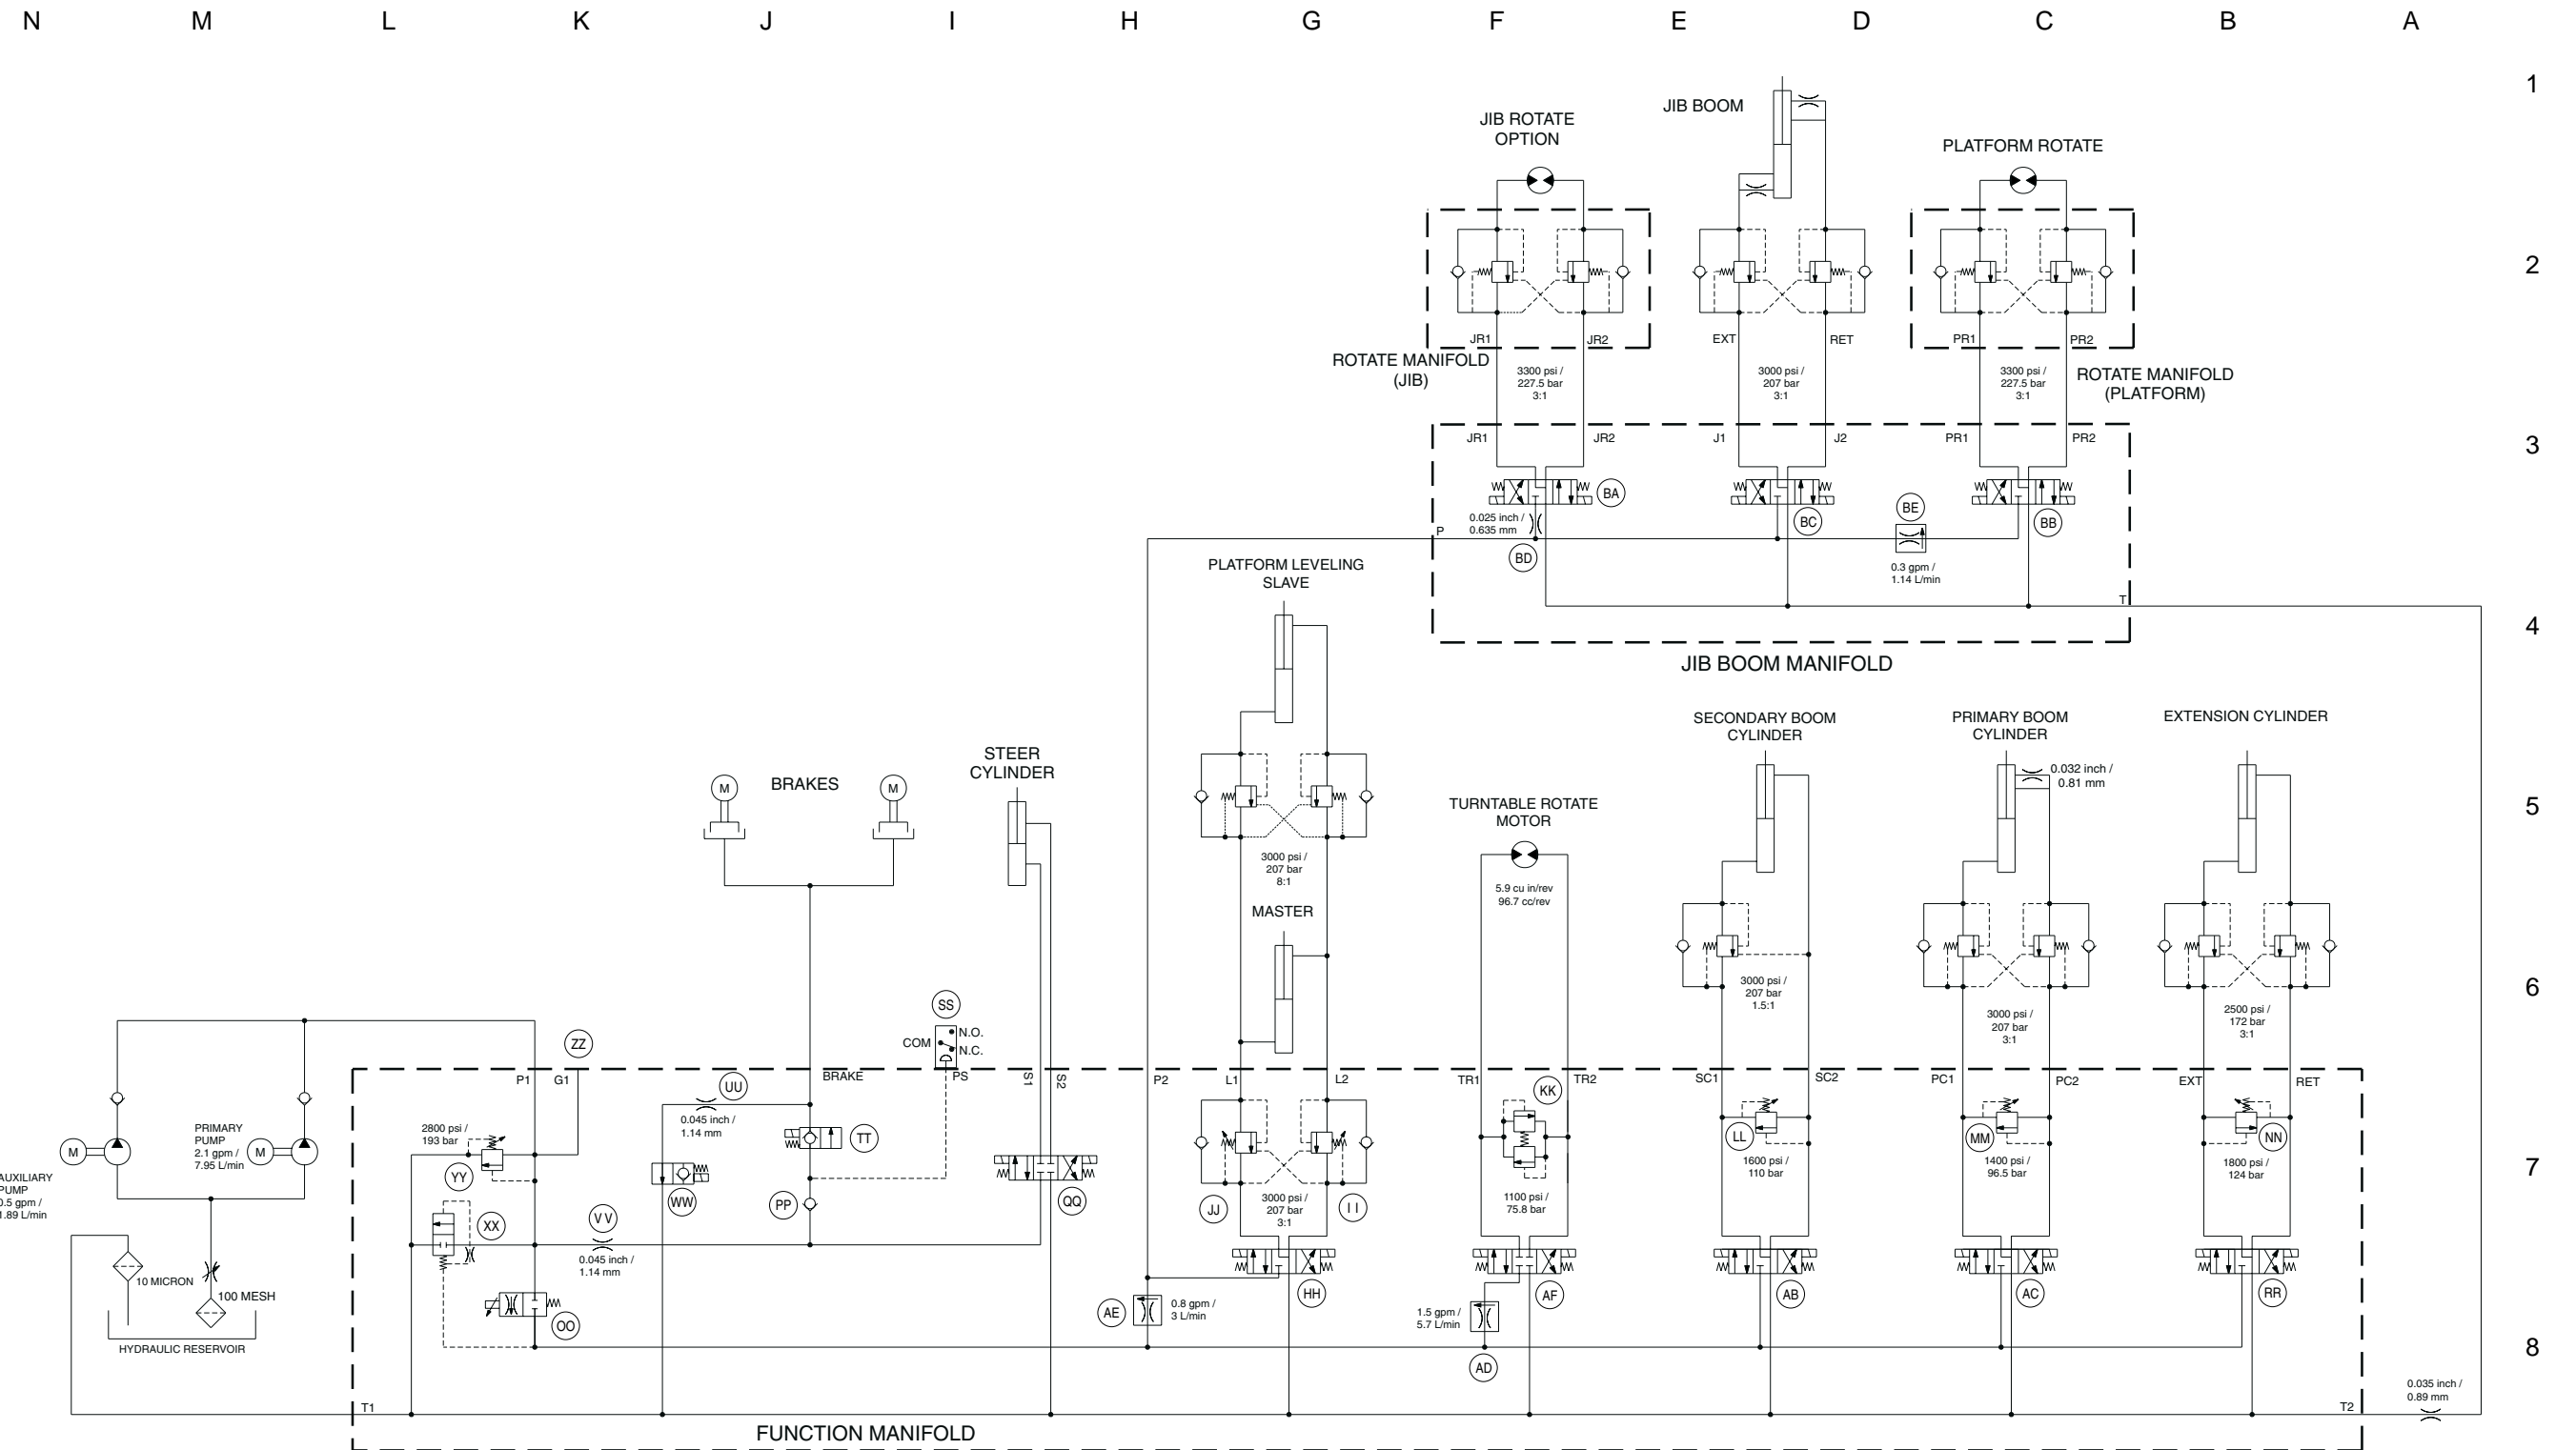 N M L K J I H G F E D C B A
1
JIB BOOM
JIB ROTATE
OPTION
PLATFORM ROTATE
2
JR1
JR2
EXT
RET
PR1
PR2
ROTATE MANIFOLD
(JIB)
3300 psi /
227.5 bar
3:1
3000 psi /
207 bar
3:1
3300 psi /
227.5 bar
3:1
ROTATE MANIFOLD
(PLATFORM)
JR1
JR2
J1
J2
PR1
PR2
3
BA
BC
BE
BB
0.025 inch /
0.635 mm
P
BD
0.3 gpm /
1.14 L/min
T
4
JIB BOOM MANIFOLD
PLATFORM LEVELING
SLAVE
SECONDARY BOOM
CYLINDER
PRIMARY BOOM
CYLINDER
EXTENSION CYLINDER
STEER
CYLINDER
BRAKES
M
M
0.032 inch /
0.81 mm
TURNTABLE ROTATE
MOTOR
5
3000 psi /
207 bar
8:1
5.9 cu in/rev
96.7 cc/rev
MASTER
6
3000 psi /
207 bar
1.5:1
3000 psi /
207 bar
3:1
2500 psi /
172 bar
3:1
SS
N.O.
COM
N.C.
ZZ
P1
G1
UU
BRAKE
PS
S1
S2
P2
L1
L2
TR1
TR2
SC1
SC2
PC1
PC2
EXT
RET
KK
0.045 inch /
1.14 mm
TT
2800 psi /
193 bar
YY
PRIMARY
PUMP
2.1 gpm /
7.95 L/min
M
M
LL
MM
NN
1600 psi /
110 bar
1400 psi /
96.5 bar
1800 psi /
124 bar
7
AUXILIARY
PUMP
0.5 gpm /
1.89 L/min
WW
PP
QQ
JJ
3000 psi /
207 bar
3:1
I I
1100 psi /
75.8 bar
XX
V V
0.045 inch /
1.14 mm
10 MICRON
100 MESH
HYDRAULIC RESERVOIR
OO
AE
0.8 gpm /
3 L/min
HH
1.5 gpm /
5.7 L/min
AF
AD
AB
AC
RR
8
0.035 inch /
0.89 mm
T1
T2
FUNCTION MANIFOLD